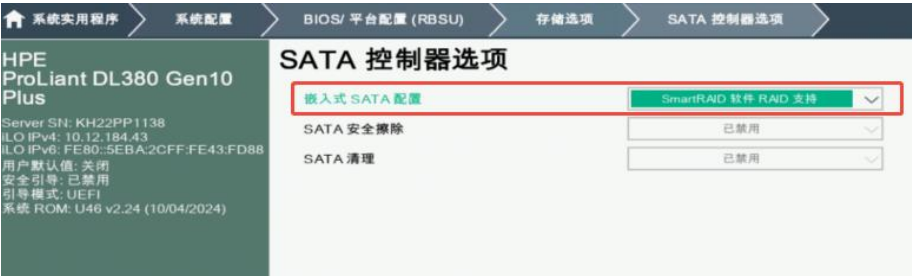 系统实用程序
系统配置
BIOS/ 平台配置 (RBSU)
存储选项
SATA 控制器选项
HPE
ProLiant DL380 Gen10
Plus
Server SN: KH22PP1138
iLO IPv4: 10.12.184.43
iLO IPv6: FE80::5EBA:2CFF:FE43:FD88
用户默认值: 关闭
安全引导: 已禁用
引导模式: UEFI
系统 ROM: U46 v2.24 (10/04/2024)
SATA 控制器选项
嵌入式 SATA 配置 SmartRAID 软件 RAID 支持
SATA 安全擦除 已禁用
SATA 清理 已禁用